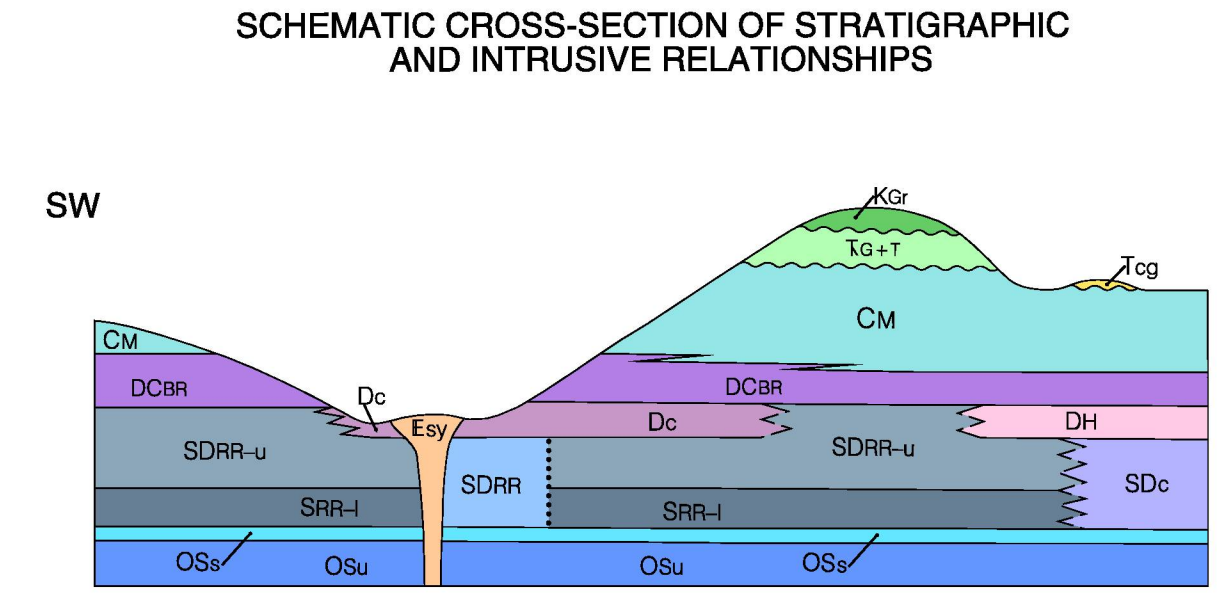 SCHEMATIC CROSS-SECTION OF STRATIGRAPHIC
AND INTRUSIVE RELATIONSHIPS
SW
KGr
TRG+T
Tcg
CM
CM
DCBR
DCBR
Dc
Esy
Dc
DH
SDRR-u
SDRR-u
SDRR
SDc
SRR-l
SRR-l
OSs
OSu
OSu
OSs